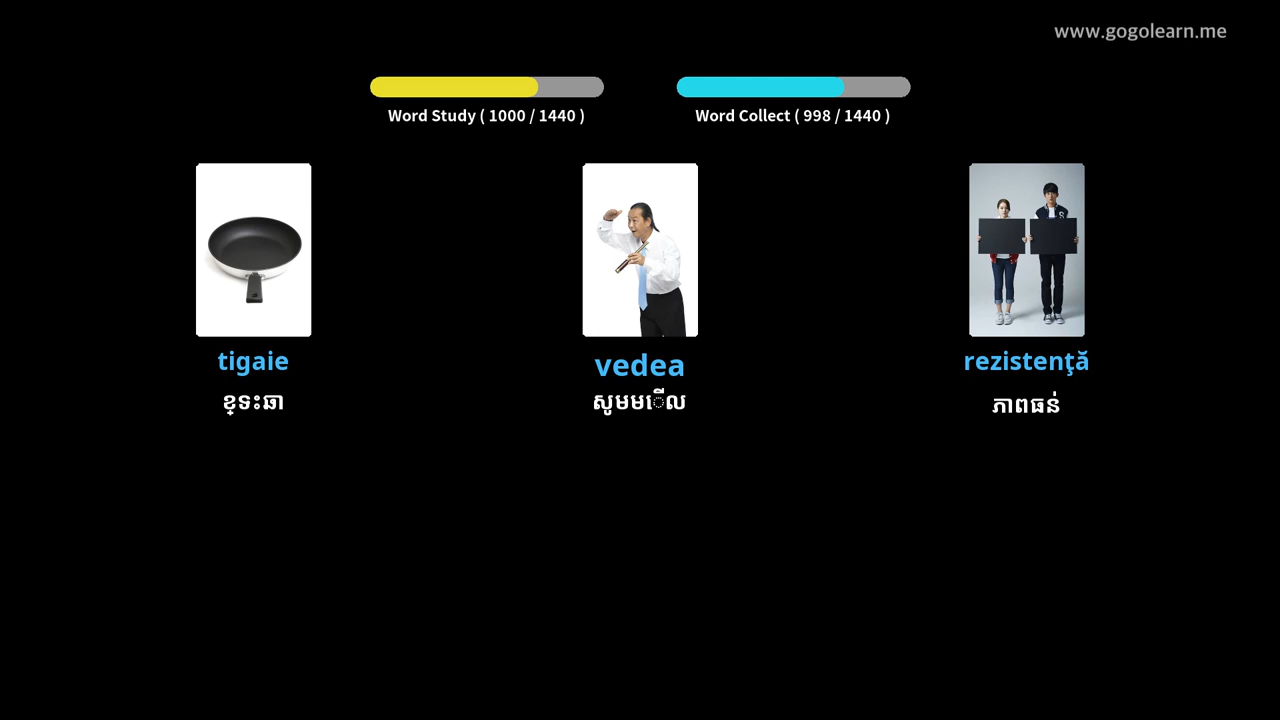 www.gogolearn.me
Word Study ( 1000 / 1440 )
Word Collect ( 998 / 1440 )
tigaie
vedea
rezistenţă
ខ្ទះឆា
សូមមើល
ភាពធន់